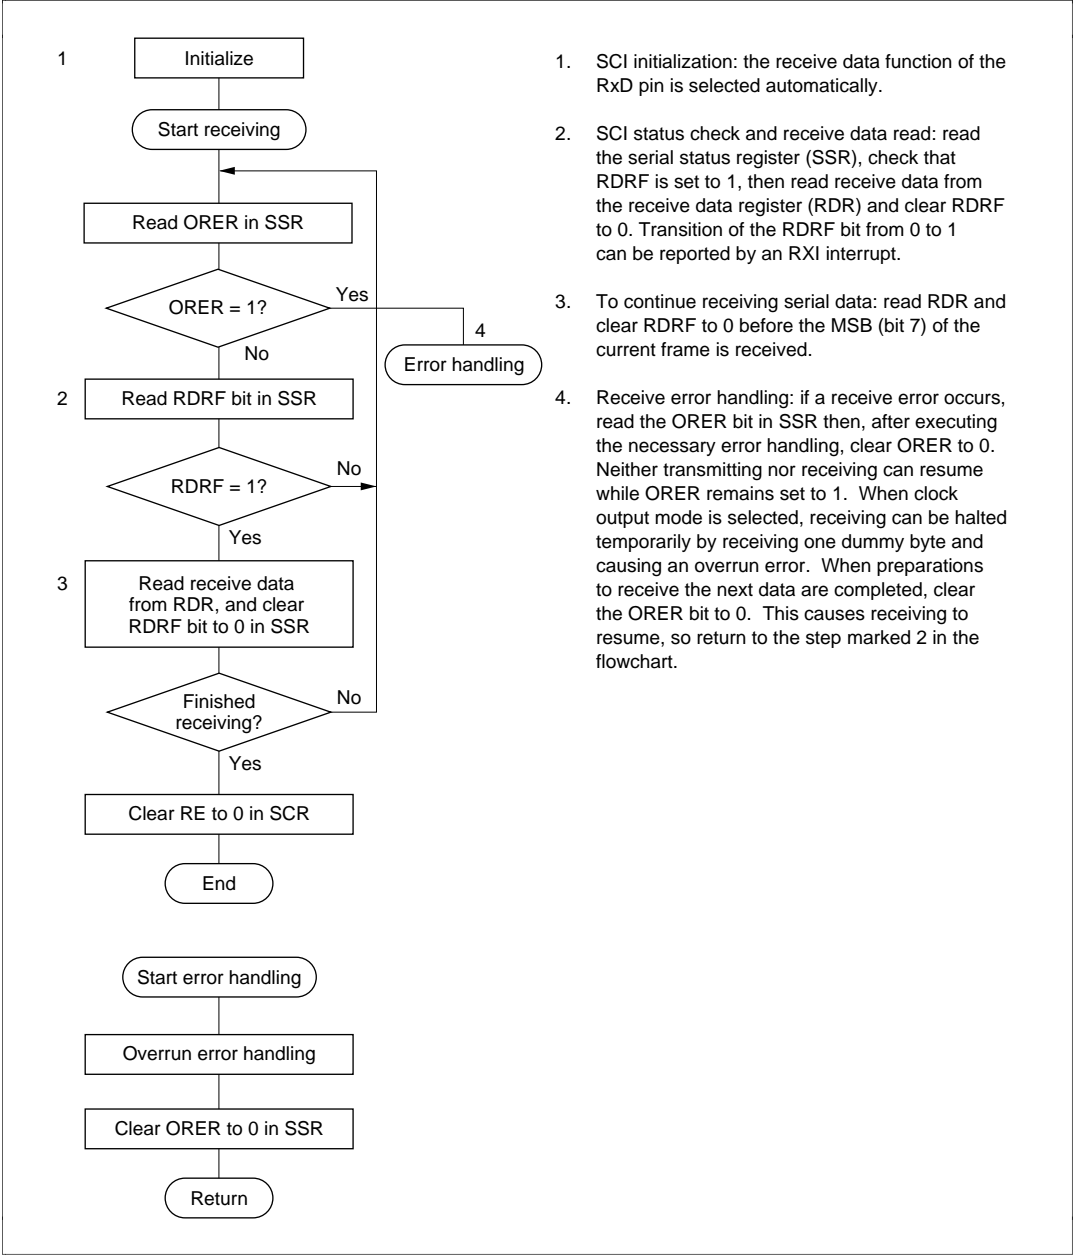 1
Initialize
Start receiving
Read ORER in SSR
ORER = 1?
Yes
No
4
Error handling
2
Read RDRF bit in SSR
RDRF = 1?
No
Yes
3
Read receive data
from RDR, and clear
RDRF bit to 0 in SSR
Finished
receiving?
No
Yes
Clear RE to 0 in SCR
End
Start error handling
Overrun error handling
Clear ORER to 0 in SSR
Return
1. SCI initialization: the receive data function of the
RxD pin is selected automatically.
2. SCI status check and receive data read: read
the serial status register (SSR), check that
RDRF is set to 1, then read receive data from
the receive data register (RDR) and clear RDRF
to 0. Transition of the RDRF bit from 0 to 1
can be reported by an RXI interrupt.
3. To continue receiving serial data: read RDR and
clear RDRF to 0 before the MSB (bit 7) of the
current frame is received.
4. Receive error handling: if a receive error occurs,
read the ORER bit in SSR then, after executing
the necessary error handling, clear ORER to 0.
Neither transmitting nor receiving can resume
while ORER remains set to 1. When clock
output mode is selected, receiving can be halted
temporarily by receiving one dummy byte and
causing an overrun error. When preparations
to receive the next data are completed, clear
the ORER bit to 0. This causes receiving to
resume, so return to the step marked 2 in the
flowchart.